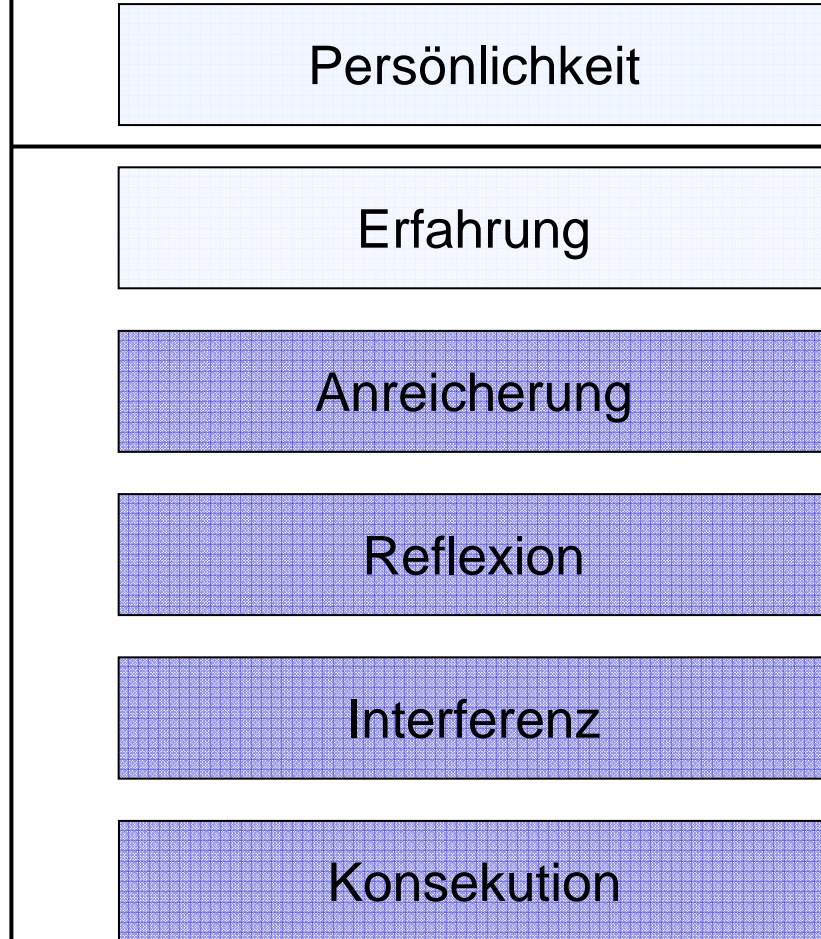 Persönlichkeit
Erfahrung
Anreicherung
Reflexion
Interferenz
Konsekution